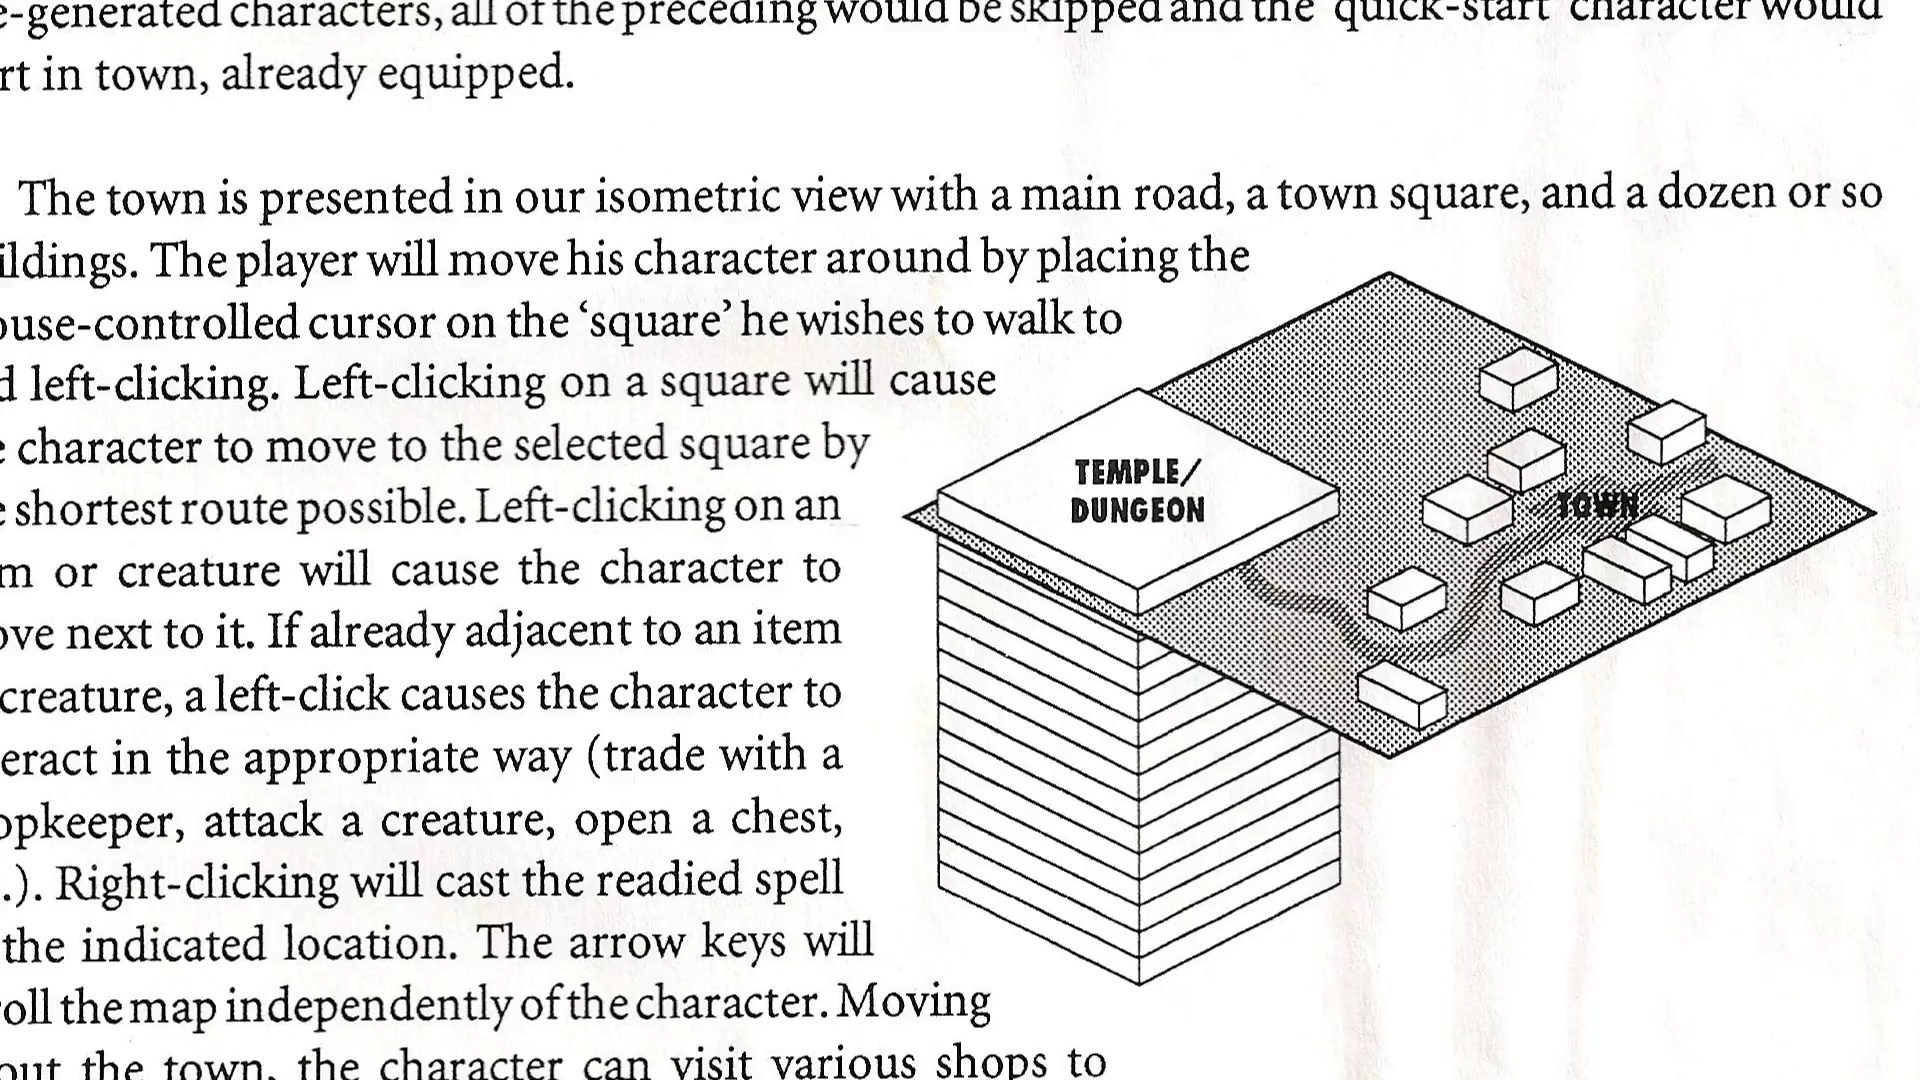 e-generated characters, all of the preceding would be skipped and the quick-start character would
rt in town, already equipped.
The town is presented in our isometric view with a main road, a town square, and a dozen or so
ildings. The player will move his character around by placing the
ouse-controlled cursor on the ‘square’ he wishes to walk to
d left-clicking. Left-clicking on a square will cause
e character to move to the selected square by
e shortest route possible. Left-clicking on an
m or creature will cause the character to
ove next to it. If already adjacent to an item
creature, a left-click causes the character to
eract in the appropriate way (trade with a
opkeeper, attack a creature, open a chest,
.). Right-clicking will cast the readied spell
the indicated location. The arrow keys will
oll the map independently of the character. Moving
out the town, the character can visit various shops to
TEMPLE/
DUNGEON
TOWN